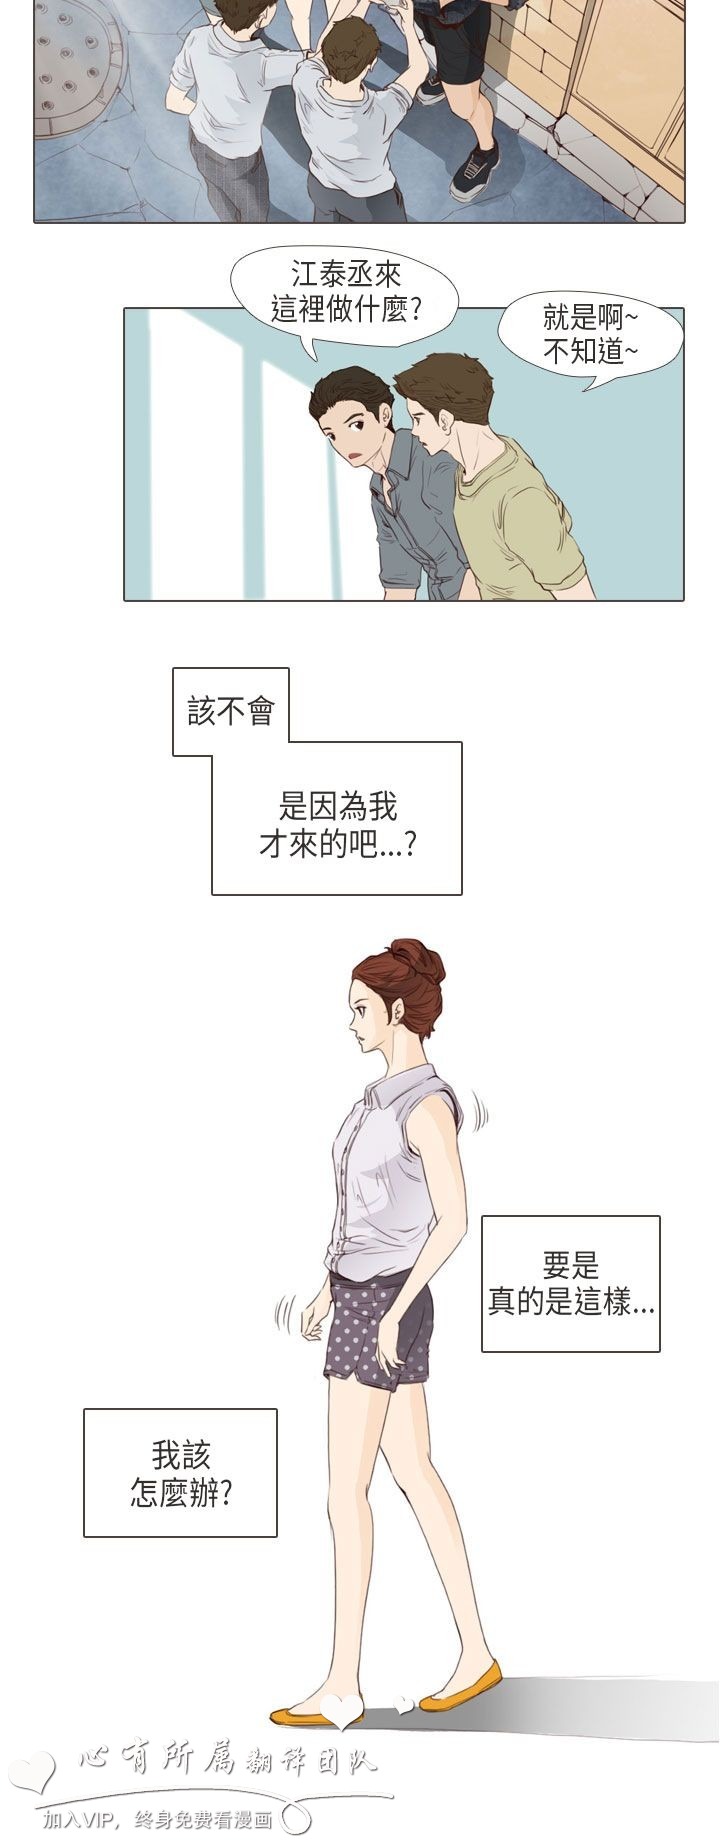 江泰丞來
這裡做什麼?
就是啊~
不知道~
該不會
是因為我
才來的吧...?
要是
真的是這樣...
我該
怎麼辦?
心有所属翻译团队
加入VIP，终身免费看漫画